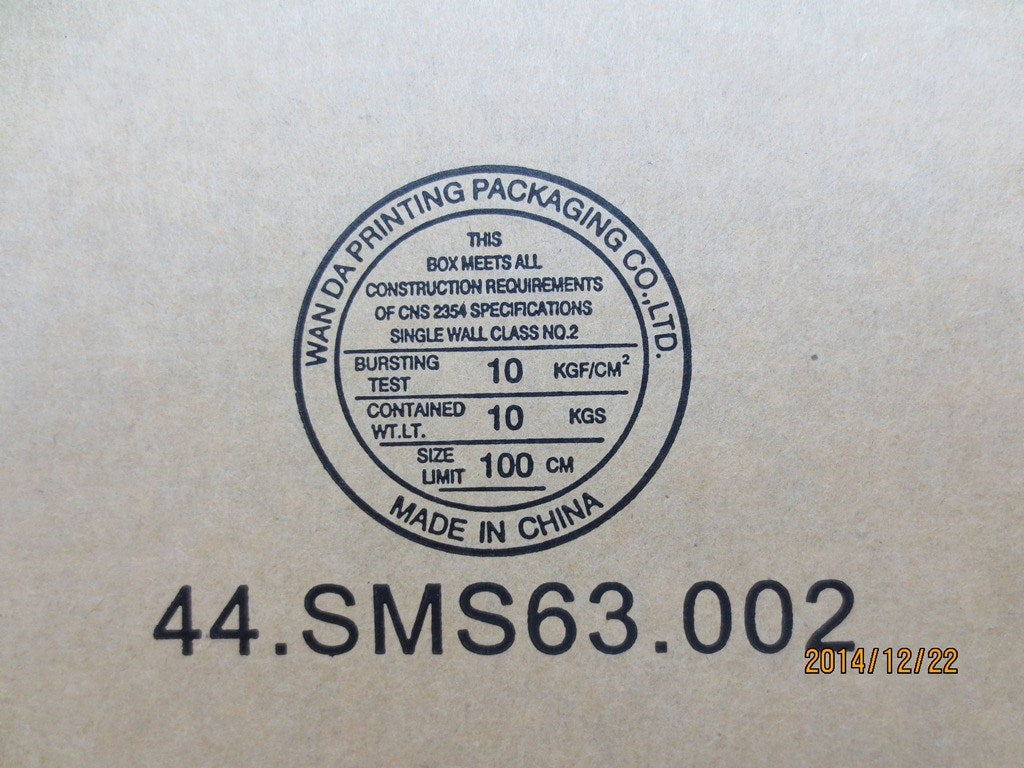 WAN DA PRINTING PACKAGING CO.,LTD.
THIS
BOX MEETS ALL
CONSTRUCTION REQUIREMENTS
OF CNS 2354 SPECIFICATIONS
SINGLE WALL CLASS NO.2
BURSTING TEST 10 KGF/CM²
CONTAINED WT.LT. 10 KGS
SIZE LIMIT 100 CM
MADE IN CHINA
44.SMS63.002
2014/12/22